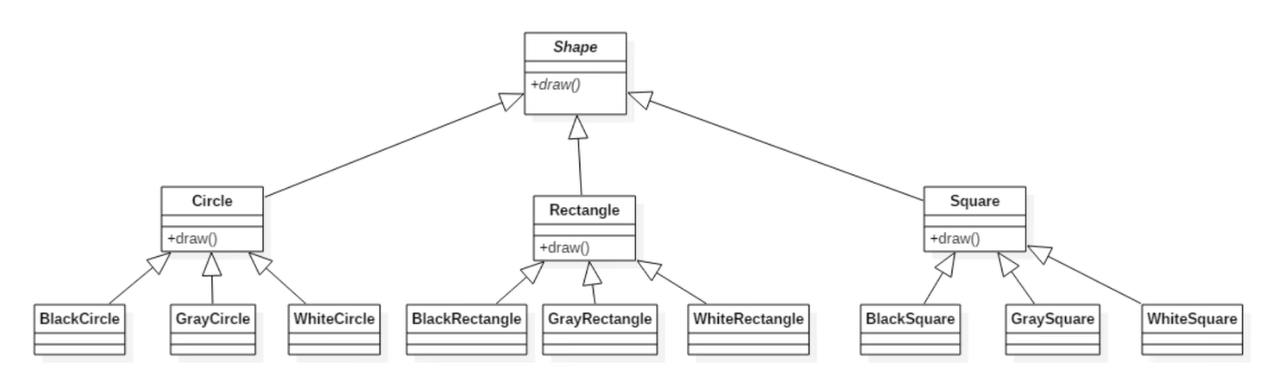 Shape
+draw()
Circle
+draw()
Rectangle
+draw()
Square
+draw()
BlackCircle
GrayCircle
WhiteCircle
BlackRectangle
GrayRectangle
WhiteRectangle
BlackSquare
GraySquare
WhiteSquare